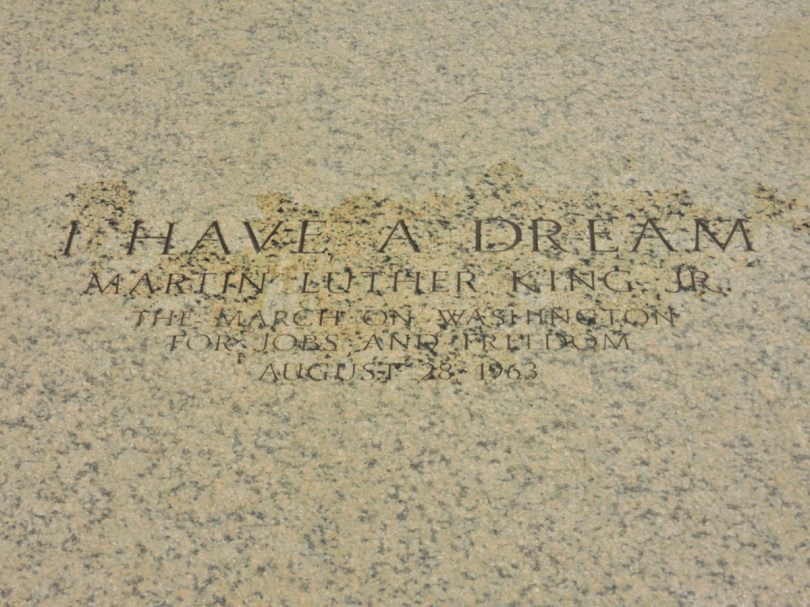 I HAVE A DREAM
MARTIN LUTHER KING, JR.
THE MARCH ON WASHINGTON
FOR JOBS AND FREEDOM
AUGUST 28, 1963